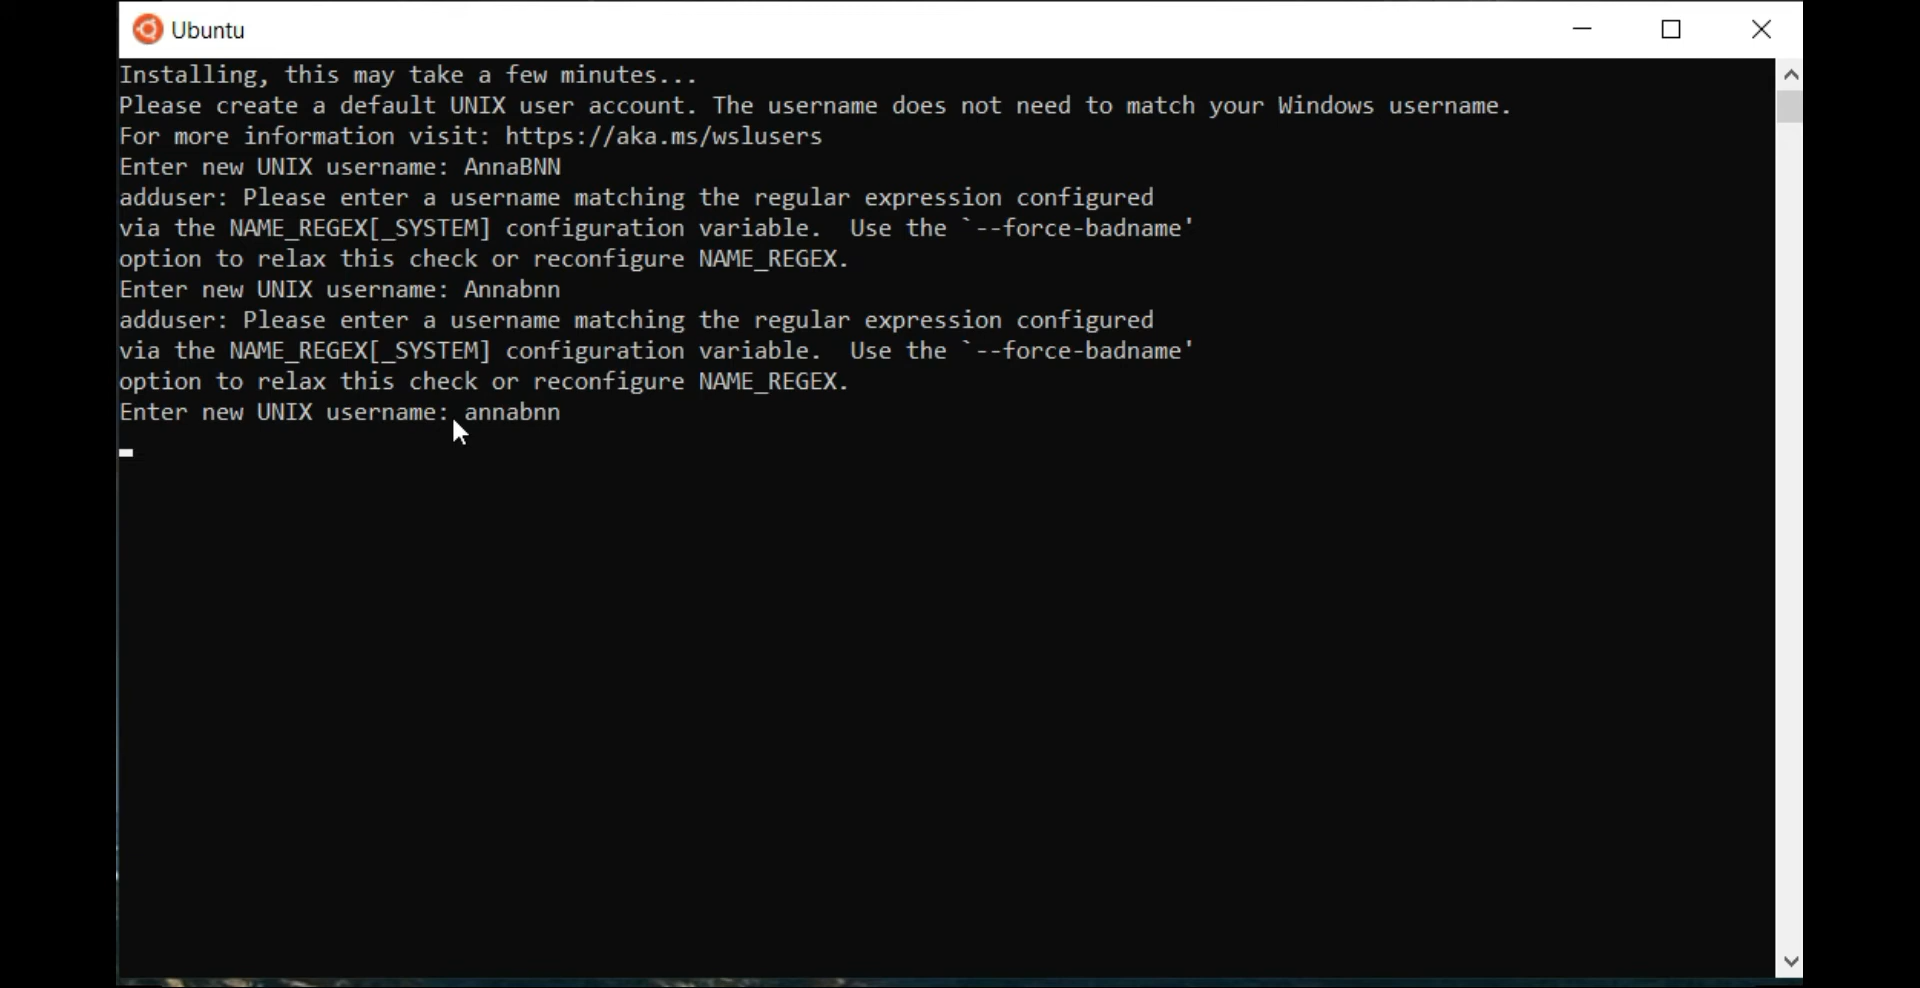 Ubuntu
Installing, this may take a few minutes...
Please create a default UNIX user account. The username does not need to match your Windows username.
For more information visit: https://aka.ms/wslusers
Enter new UNIX username: AnnaBNN
adduser: Please enter a username matching the regular expression configured
via the NAME_REGEX[_SYSTEM] configuration variable.  Use the `--force-badname'
option to relax this check or reconfigure NAME_REGEX.
Enter new UNIX username: Annabnn
adduser: Please enter a username matching the regular expression configured
via the NAME_REGEX[_SYSTEM] configuration variable.  Use the `--force-badname'
option to relax this check or reconfigure NAME_REGEX.
Enter new UNIX username: annabnn